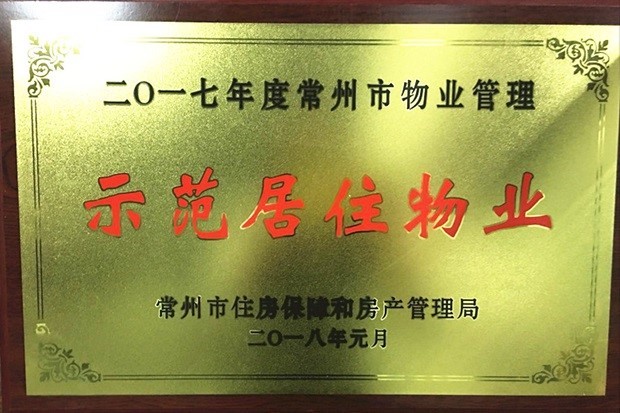 二〇一七年度常州市物业管理
示范居住物业
常州市住房保障和房产管理局
二〇一八年元月